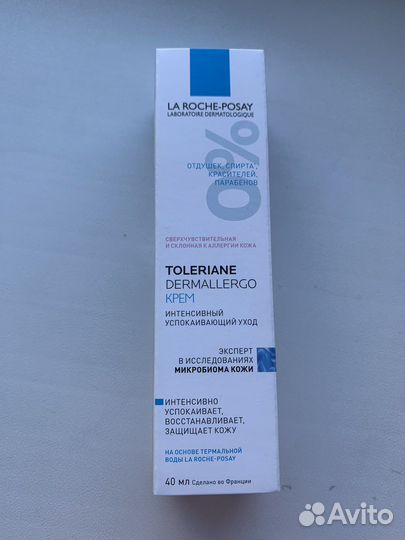 LA ROCHE-POSAY
LABORATOIRE DERMATOLOGIQUE
0%
ОТДУШЕК, СПИРТА*,
КРАСИТЕЛЕЙ,
ПАРАБЕНОВ
СВЕРХЧУВСТВИТЕЛЬНАЯ
И СКЛОННАЯ К АЛЛЕРГИИ КОЖА
TOLERIANE
DERMALLERGO
КРЕМ
ИНТЕНСИВНЫЙ
УСПОКАИВАЮЩИЙ УХОД
ЭКСПЕРТ
В ИССЛЕДОВАНИЯХ
МИКРОБИОМА КОЖИ
ИНТЕНСИВНО
УСПОКАИВАЕТ,
ВОССТАНАВЛИВАЕТ,
ЗАЩИЩАЕТ КОЖУ
НА ОСНОВЕ ТЕРМАЛЬНОЙ
ВОДЫ LA ROCHE-POSAY
40 МЛ Сделано во Франции
Avito